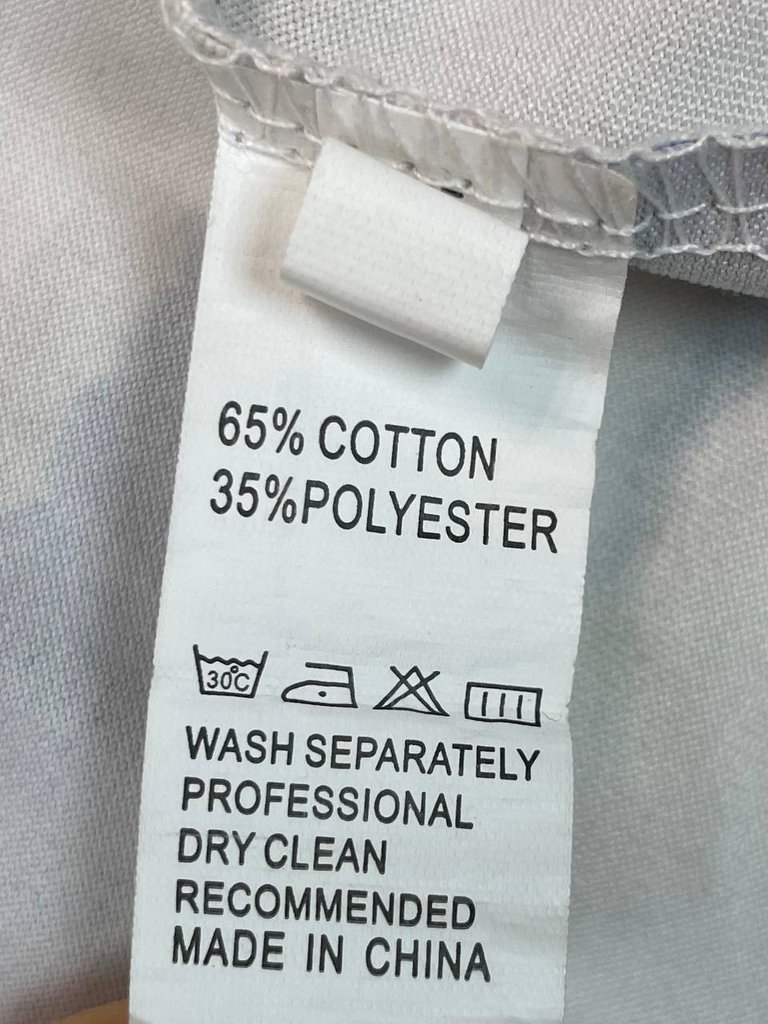 65% COTTON
35%POLYESTER
30°C
WASH SEPARATELY
PROFESSIONAL
DRY CLEAN
RECOMMENDED
MADE IN CHINA